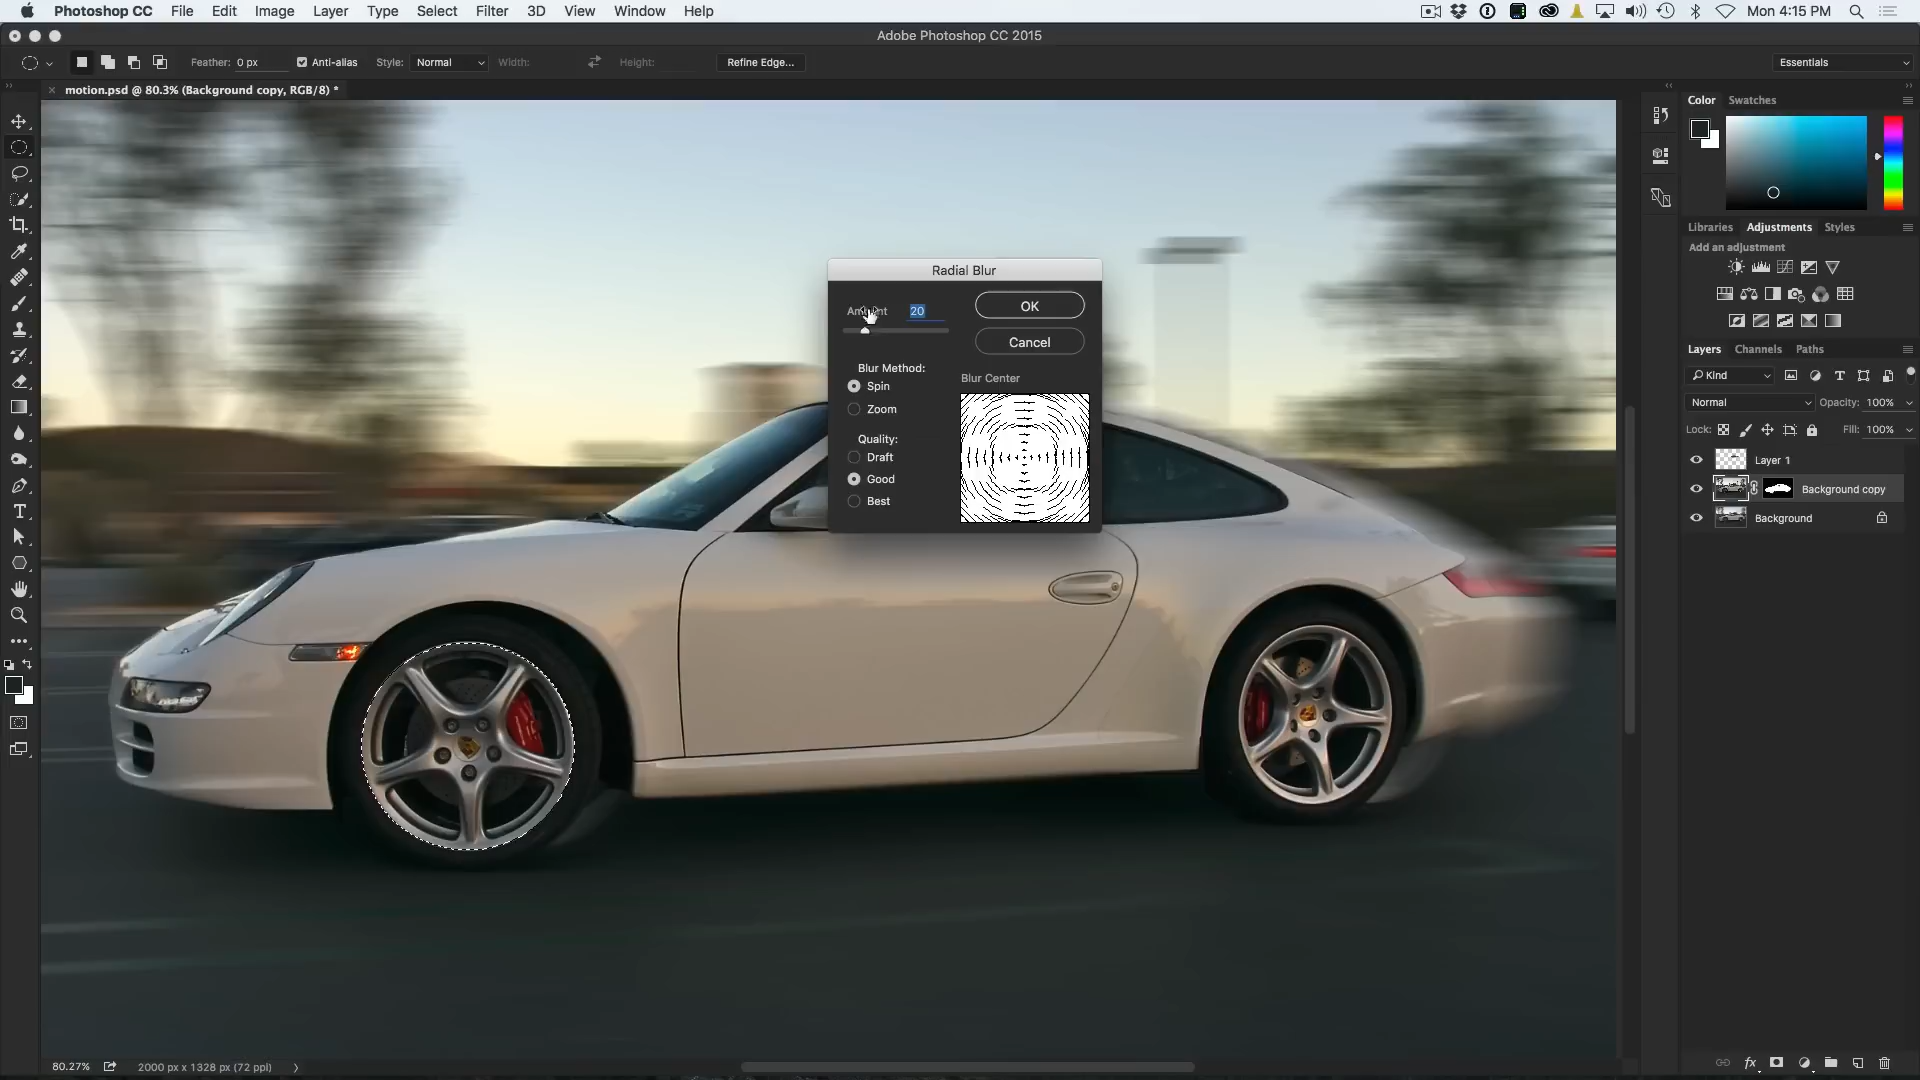 Photoshop CC File Edit Image Layer Type Select Filter 3D View Window Help Mon 4:15 PM
Adobe Photoshop CC 2015
Feather: 0 px Anti-alias Style: Normal Width: Height: Refine Edge... Essentials
motion.psd @ 80.3% (Background copy, RGB/8) *
Color Swatches
Radial Blur
Amount 20
OK
Cancel
Blur Method:
Spin
Zoom
Quality:
Draft
Good
Best
Blur Center
Libraries Adjustments Styles
Add an adjustment
Layers Channels Paths
Kind
Normal Opacity: 100%
Lock: Fill: 100%
Layer 1
Background copy
Background
80.27% 2000 px x 1328 px (72 ppi)